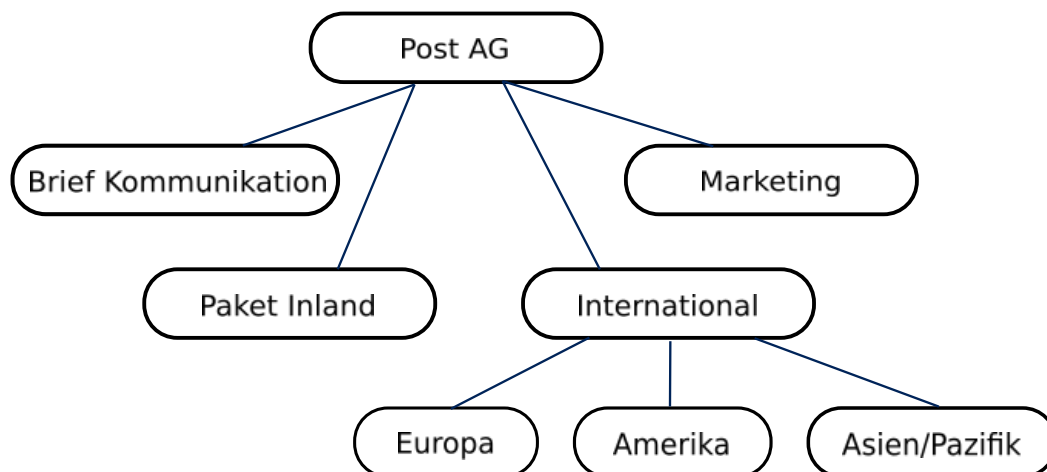 Post AG
Brief Kommunikation
Marketing
Paket Inland
International
Europa
Amerika
Asien/Pazifik